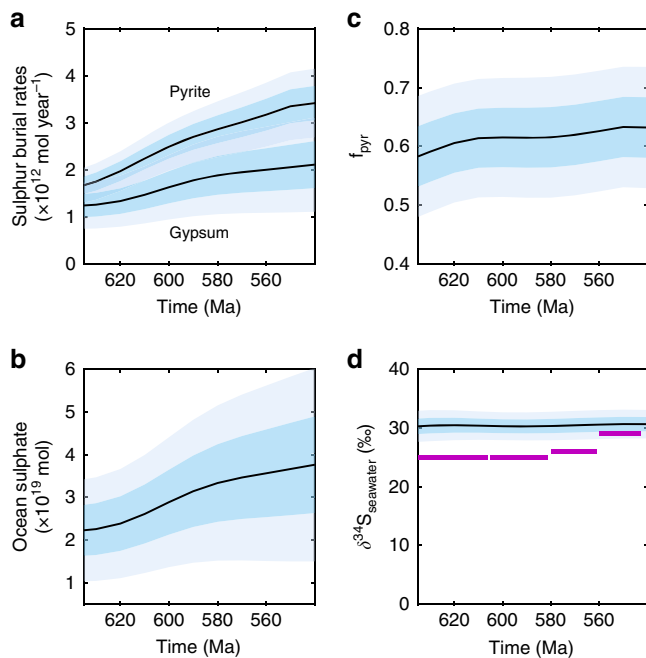 a
Sulphur burial rates
(×10¹² mol year⁻¹)
5
4
3
2
1
0
Pyrite
Gypsum
620 600 580 560
Time (Ma)
c
f_pyr
0.8
0.7
0.6
0.5
0.4
620 600 580 560
Time (Ma)
b
Ocean sulphate
(×10¹⁹ mol)
6
5
4
3
2
1
620 600 580 560
Time (Ma)
d
δ³⁴S_seawater (‰)
40
30
20
10
0
620 600 580 560
Time (Ma)